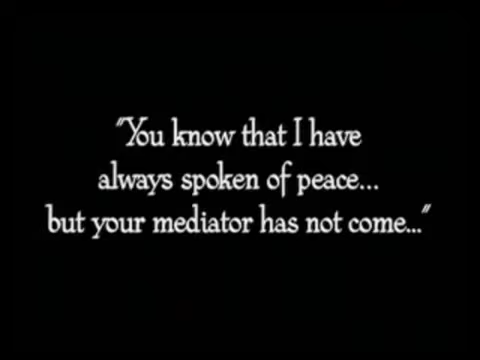 "You know that I have
always spoken of peace...
but your mediator has not come..."